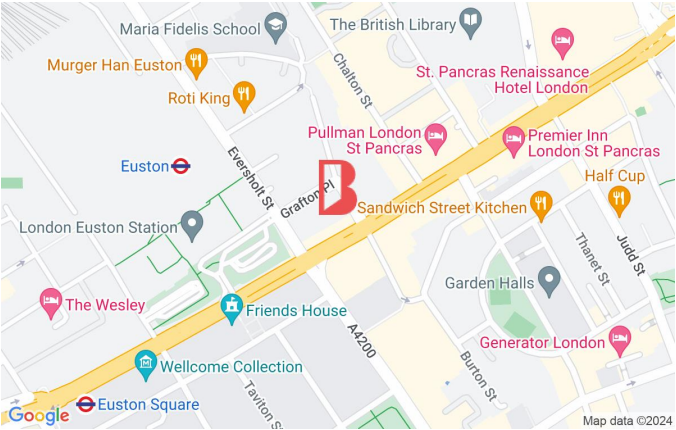 Maria Fidelis School
The British Library
Murger Han Euston
St. Pancras Renaissance
Hotel London
Chalton St
Roti King
Pullman London
St Pancras
Premier Inn
London St Pancras
Euston
Eversholt St
Half Cup
Grafton Pl
B
Sandwich Street Kitchen
London Euston Station
Thanet St
Judd St
Garden Halls
The Wesley
Friends House
A4200
Generator London
Wellcome Collection
Burton St
Taviton St
Euston Square
Google
Map data ©2024